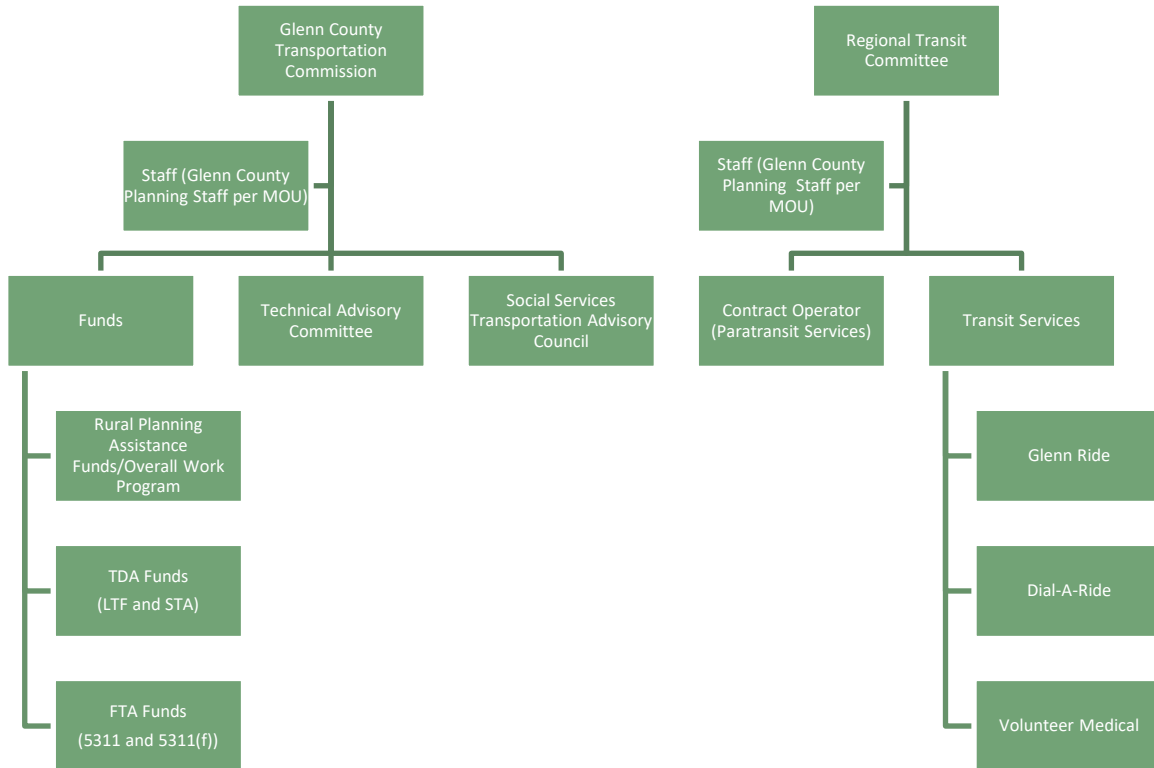 Glenn County
Transportation
Commission
Regional Transit
Committee
Staff (Glenn County
Planning Staff per MOU)
Staff (Glenn County
Planning Staff per
MOU)
Funds
Technical Advisory
Committee
Social Services
Transportation Advisory
Council
Contract Operator
(Paratransit Services)
Transit Services
Rural Planning
Assistance
Funds/Overall Work
Program
TDA Funds
(LTF and STA)
FTA Funds
(5311 and 5311(f))
Glenn Ride
Dial-A-Ride
Volunteer Medical